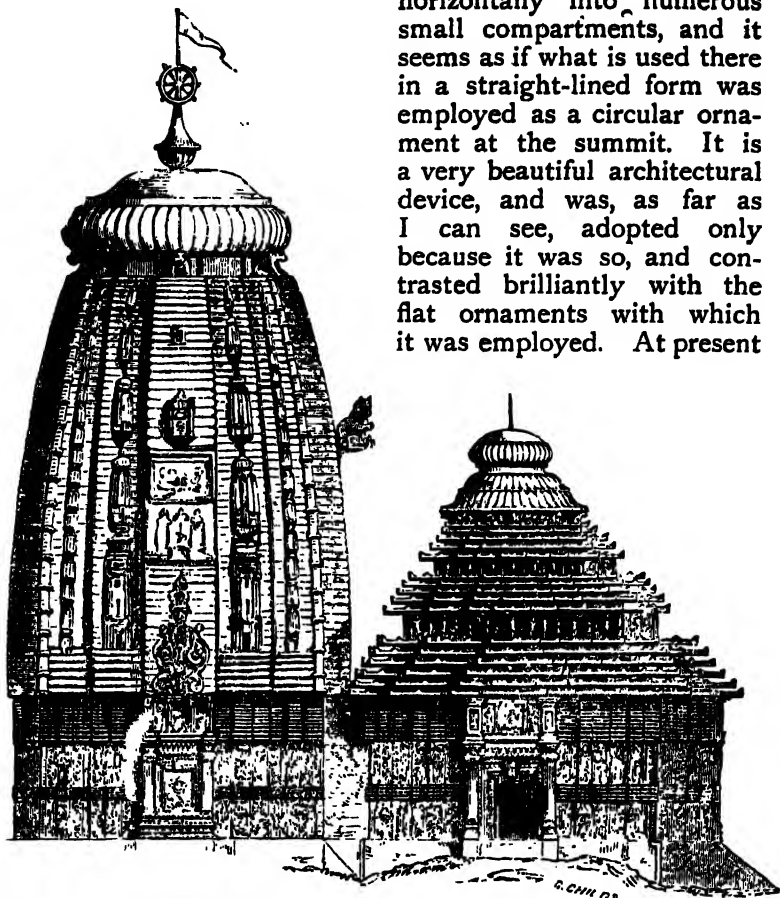 horizontally into numerous
small compartments, and it
seems as if what is used there
in a straight-lined form was
employed as a circular orna-
ment at the summit. It is
a very beautiful architectural
device, and was, as far as
I can see, adopted only
because it was so, and con-
trasted brilliantly with the
flat ornaments with which
it was employed. At present